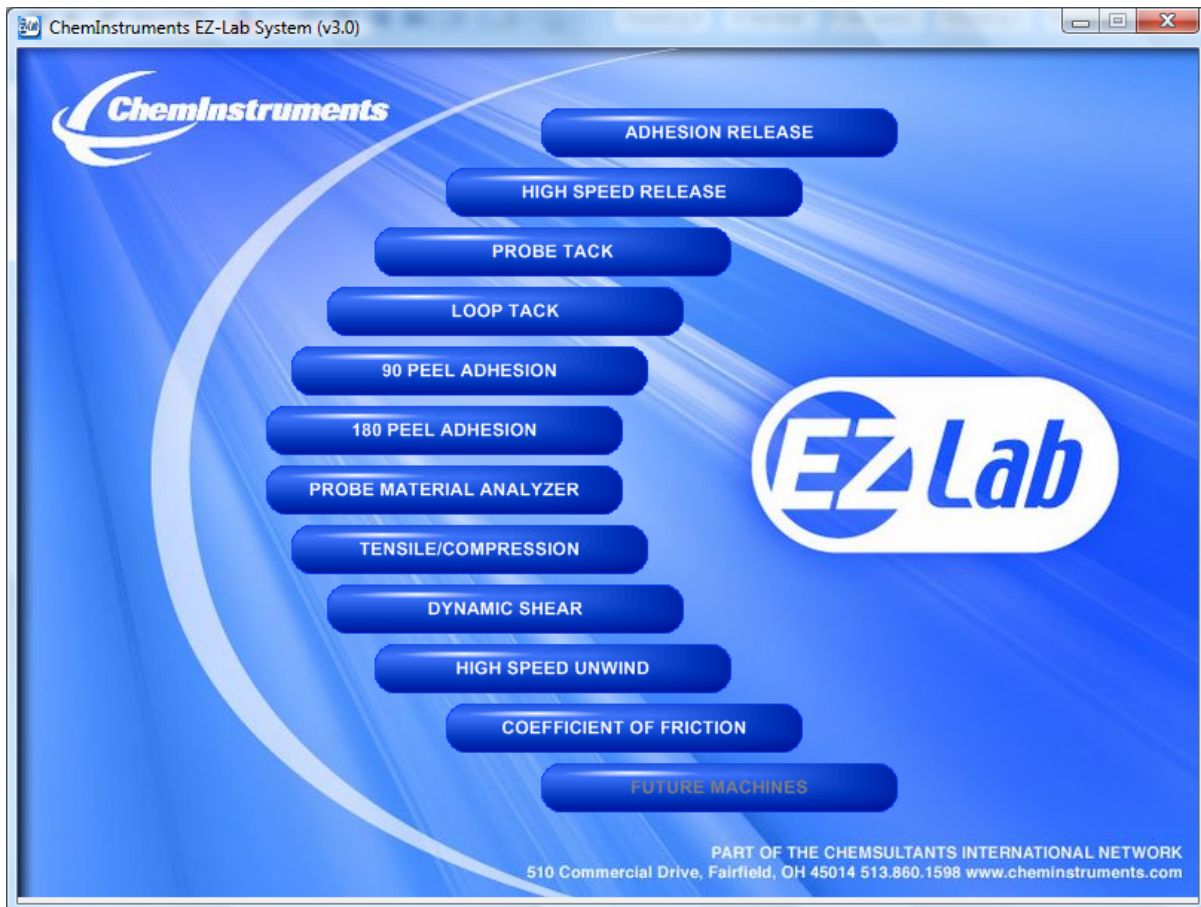 ChemInstruments EZ-Lab System (v3.0)
ChemInstruments
ADHESION RELEASE
HIGH SPEED RELEASE
PROBE TACK
LOOP TACK
90 PEEL ADHESION
180 PEEL ADHESION
PROBE MATERIAL ANALYZER
TENSILE/COMPRESSION
DYNAMIC SHEAR
HIGH SPEED UNWIND
COEFFICIENT OF FRICTION
FUTURE MACHINES
EZ Lab
PART OF THE CHEMSULTANTS INTERNATIONAL NETWORK
510 Commercial Drive, Fairfield, OH 45014 513.860.1598 www.cheminstruments.com